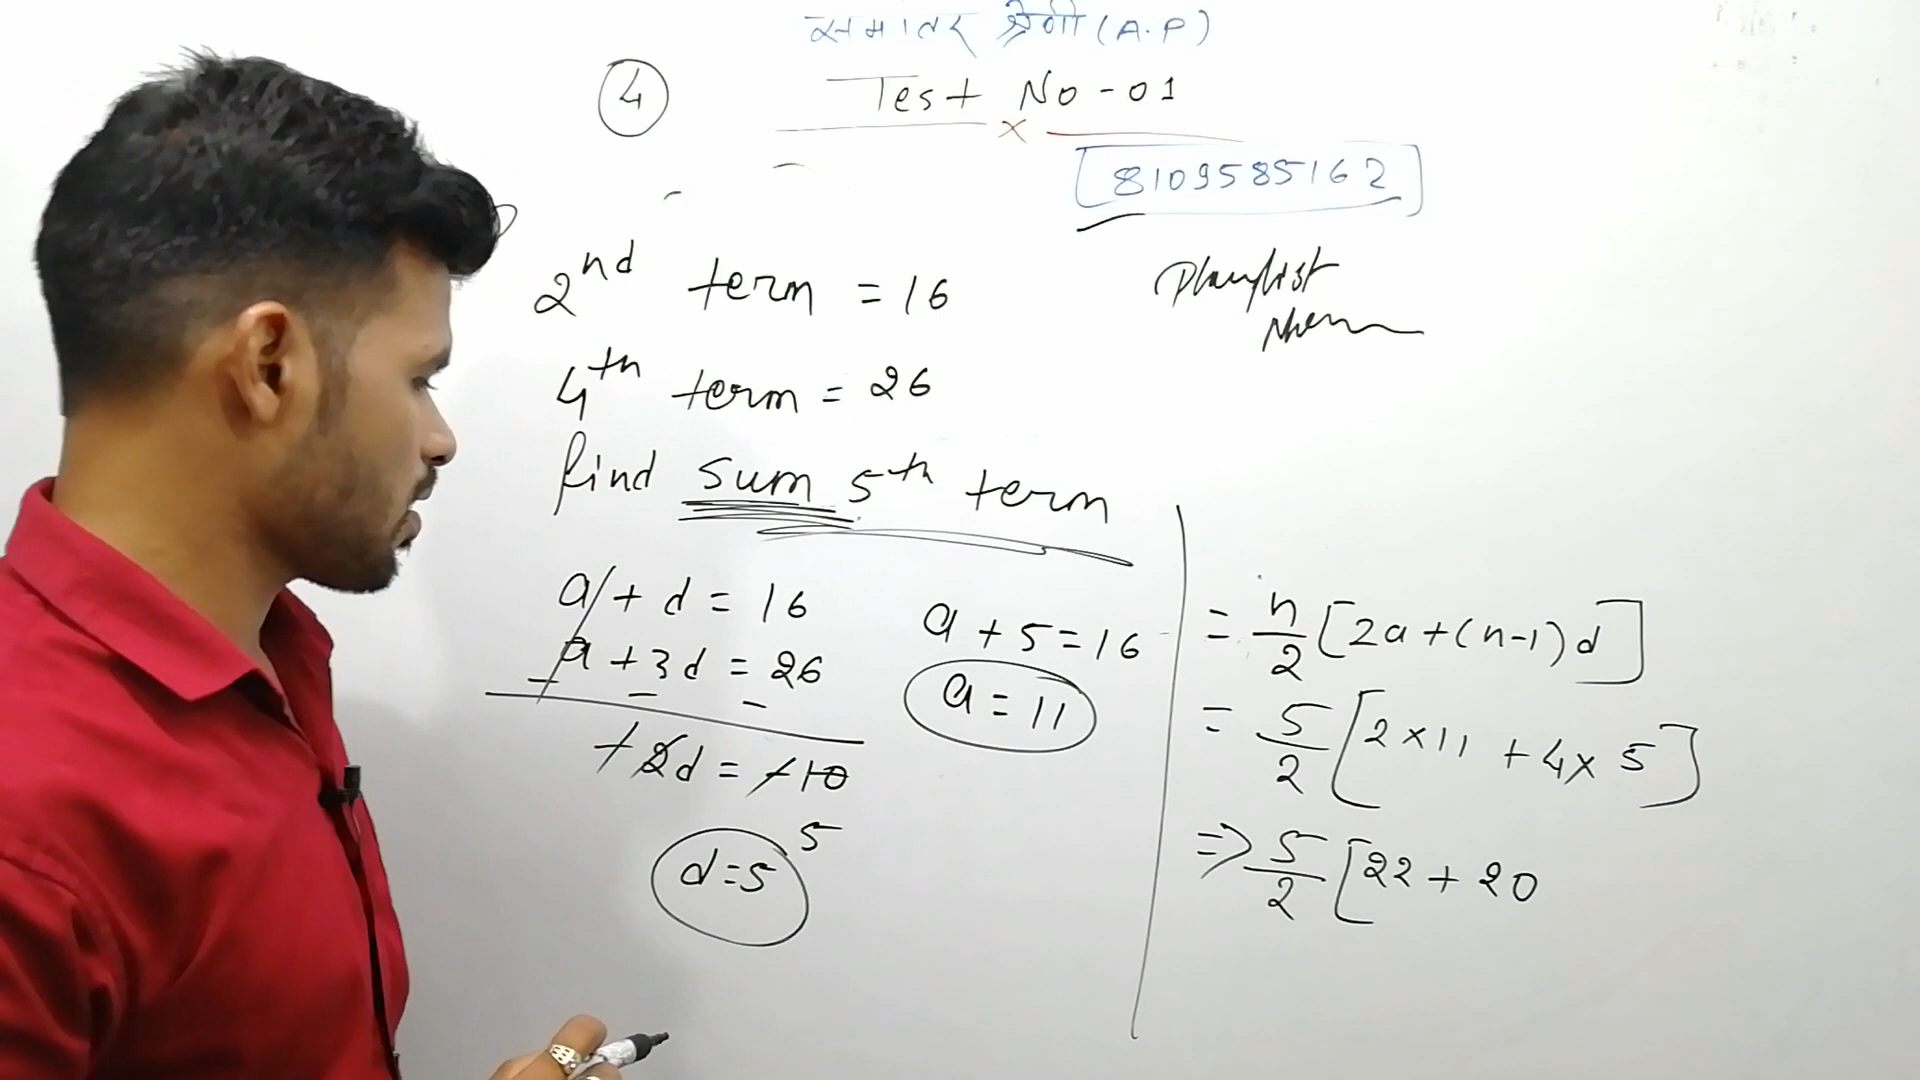 समांतर श्रेणी (A.P)
4
Test No-01
8109585162
Playlist
2nd term = 16
4th term = 26
find sum 5th term
a + d = 16
a + 3d = 26
- - -
-2d = -10
5
d = 5
a + 5 = 16
a = 11
= n/2 [2a + (n-1)d]
= 5/2 [2×11 + 4×5]
=> 5/2 [22 + 20